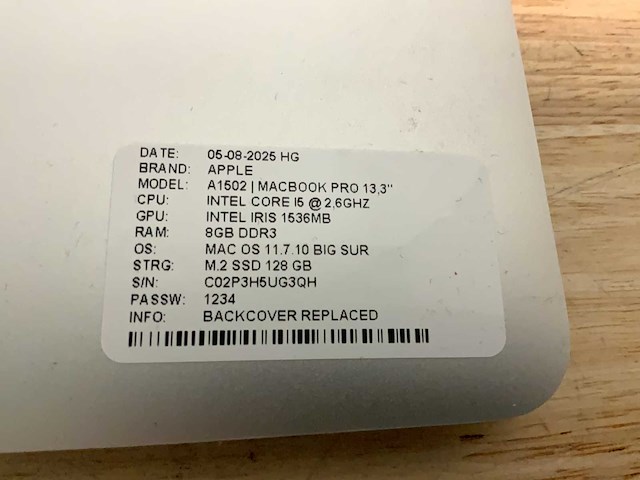 DATE: 05-08-2025 HG
BRAND: APPLE
MODEL: A1502 | MACBOOK PRO 13,3"
CPU: INTEL CORE I5 @ 2,6GHZ
GPU: INTEL IRIS 1536MB
RAM: 8GB DDR3
OS: MAC OS 11.7.10 BIG SUR
STRG: M.2 SSD 128 GB
S/N: C02P3H5UG3QH
PASSW: 1234
INFO: BACKCOVER REPLACED